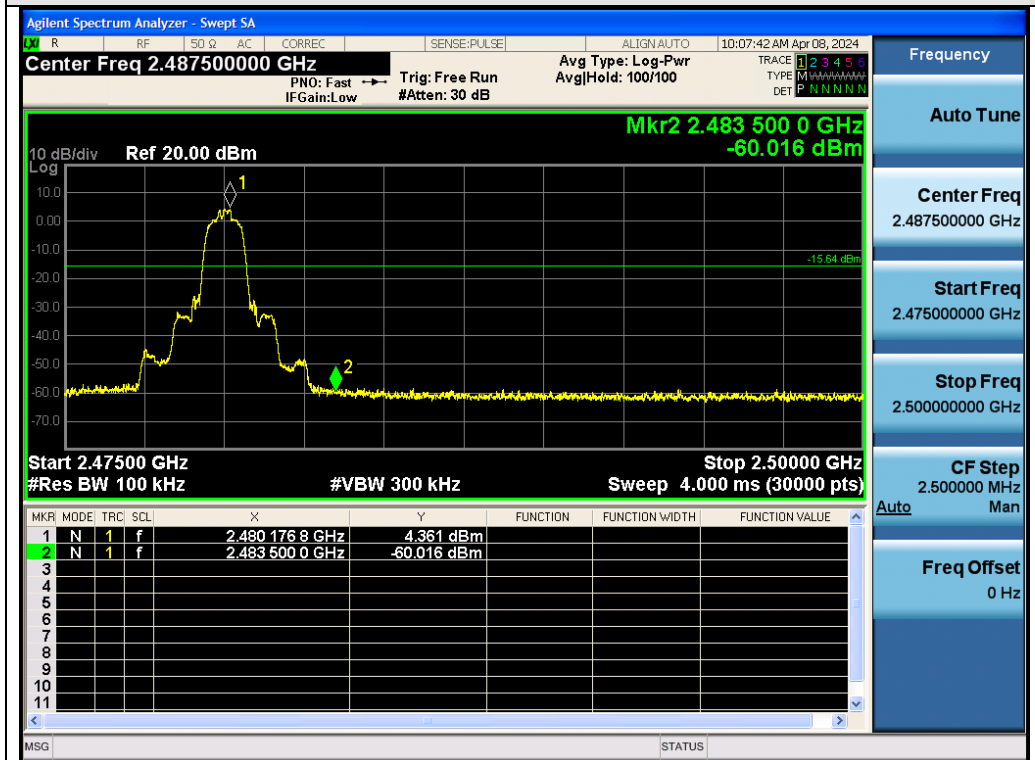 Agilent Spectrum Analyzer - Swept SA
LXI R RF 50 Ω AC CORREC SENSE:PULSE ALIGN AUTO 10:07:42 AM Apr 08, 2024
Center Freq 2.487500000 GHz
PNO: Fast
IFGain:Low
Trig: Free Run
#Atten: 30 dB
Avg Type: Log-Pwr
Avg|Hold: 100/100
TRACE 1 2 3 4 5 6
TYPE M
DET P N N N N N
Mkr2 2.483 500 0 GHz
-60.016 dBm
10 dB/div Ref 20.00 dBm
Log
10.0
0.00
-10.0
-20.0
-30.0
-40.0
-50.0
-60.0
-70.0
1
-15.64 dBm
2
Start 2.47500 GHz Stop 2.50000 GHz
#Res BW 100 kHz #VBW 300 kHz Sweep 4.000 ms (30000 pts)
MKR MODE TRC SCL X Y FUNCTION FUNCTION WIDTH FUNCTION VALUE
1 N 1 f 2.480 176 8 GHz 4.361 dBm
2 N 1 f 2.483 500 0 GHz -60.016 dBm
3
4
5
6
7
8
9
10
11
MSG STATUS
Frequency
Auto Tune
Center Freq
2.487500000 GHz
Start Freq
2.475000000 GHz
Stop Freq
2.500000000 GHz
CF Step
2.500000 MHz
Auto Man
Freq Offset
0 Hz